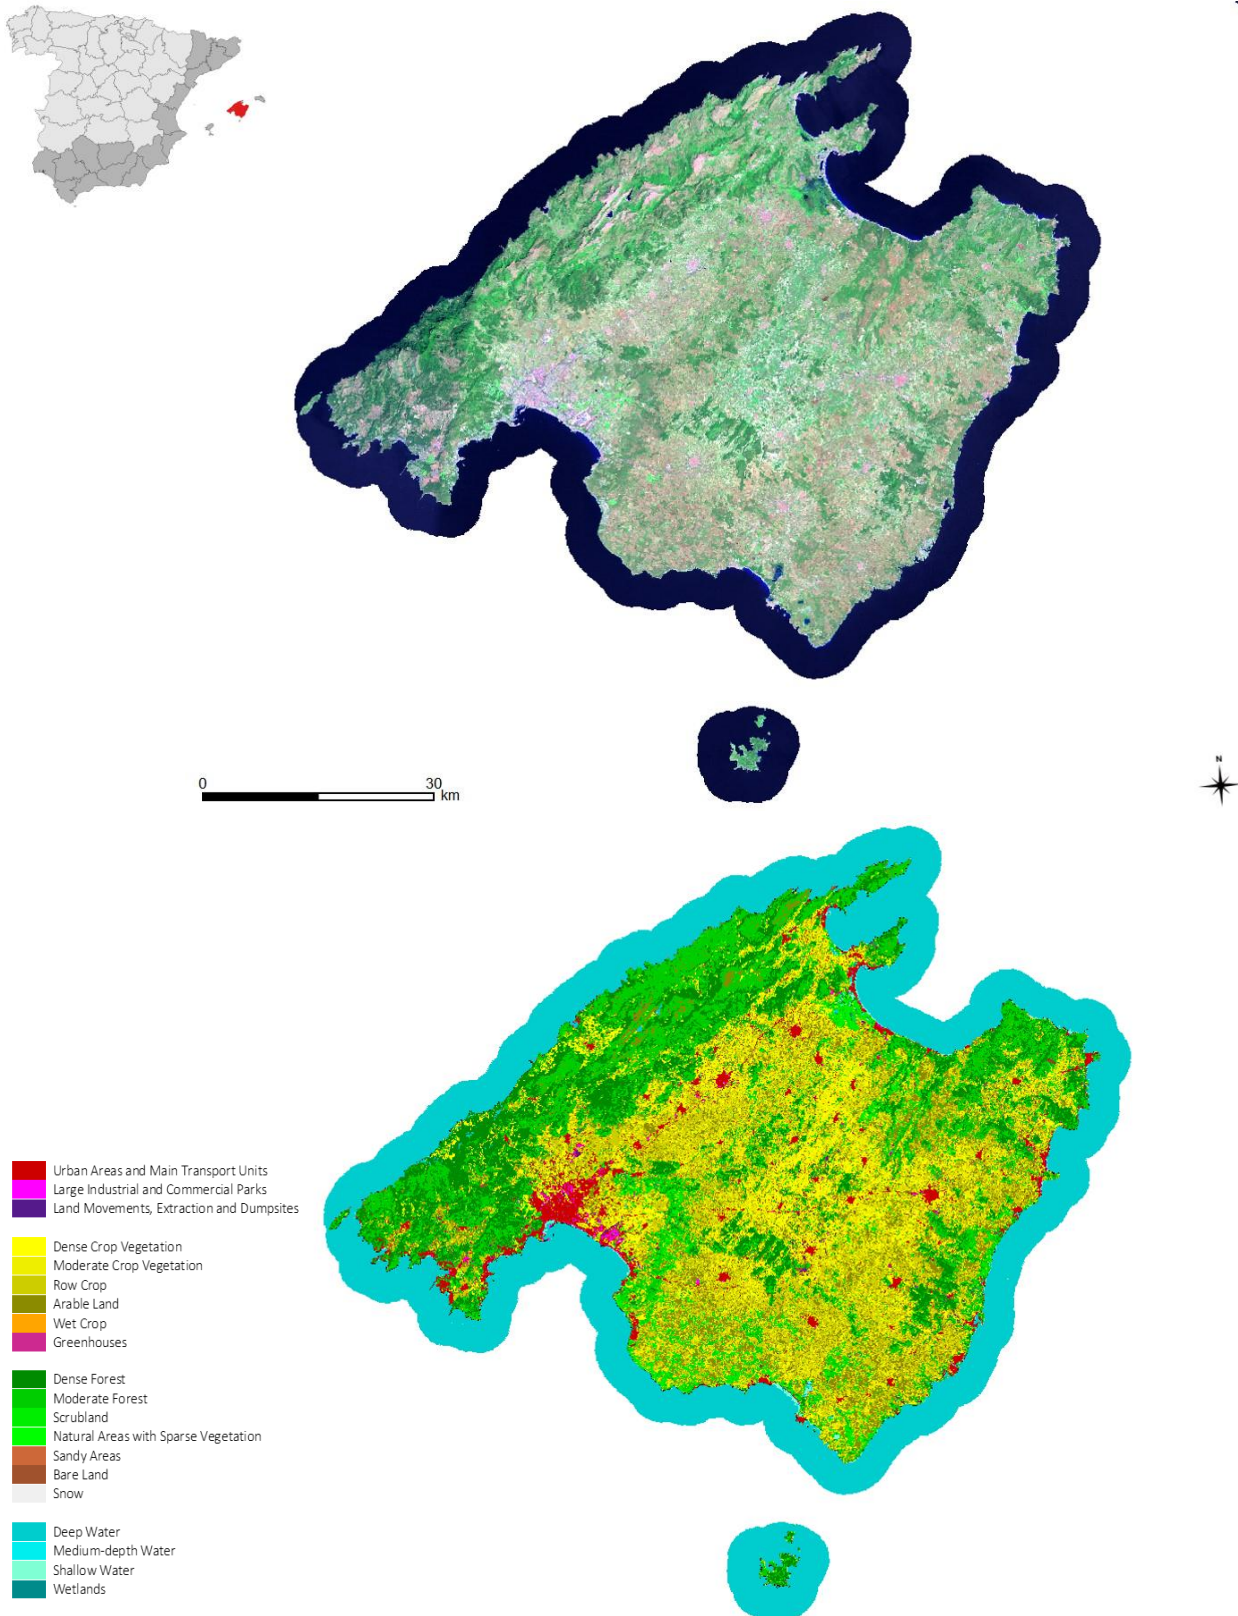 0
30
km
N
Urban Areas and Main Transport Units
Large Industrial and Commercial Parks
Land Movements, Extraction and Dumpsites
Dense Crop Vegetation
Moderate Crop Vegetation
Row Crop
Arable Land
Wet Crop
Greenhouses
Dense Forest
Moderate Forest
Scrubland
Natural Areas with Sparse Vegetation
Sandy Areas
Bare Land
Snow
Deep Water
Medium-depth Water
Shallow Water
Wetlands